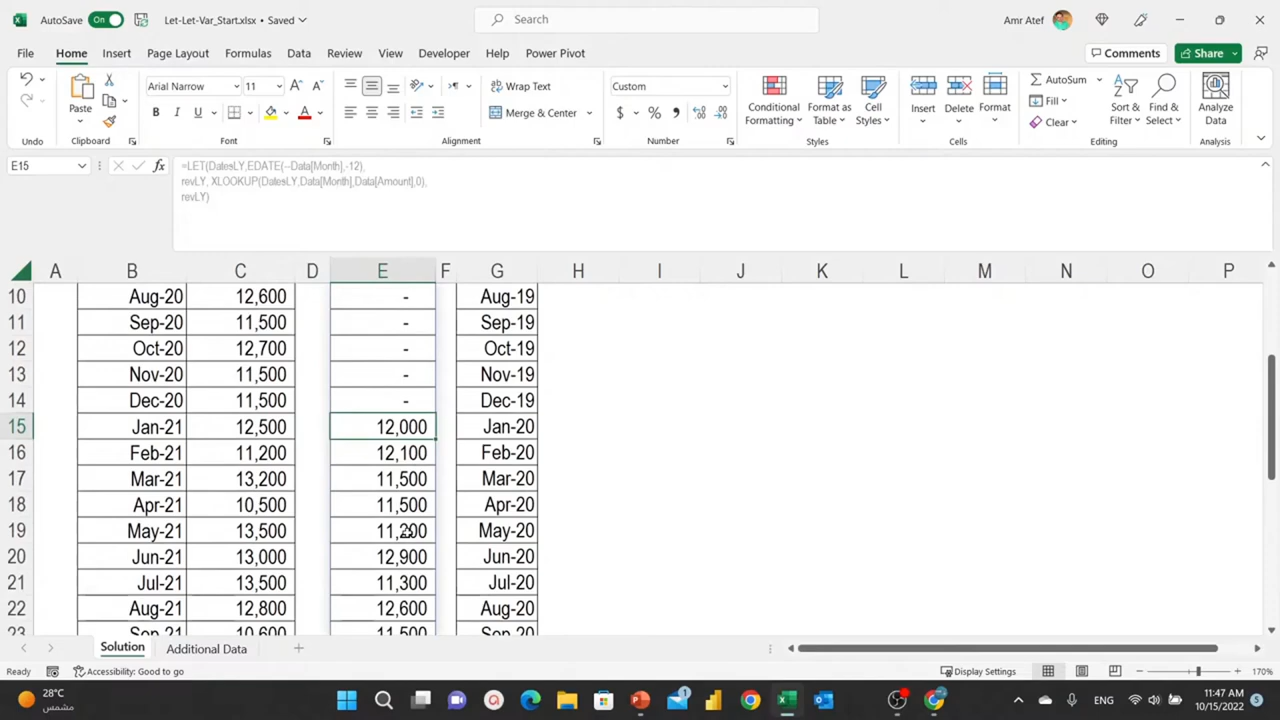 AutoSave On Let-Let-Var_Start.xlsx • Saved Search Amr Atef
File Home Insert Page Layout Formulas Data Review View Developer Help Power Pivot Comments Share
Paste Arial Narrow 11 Wrap Text Custom Conditional Formatting Format as Table Cell Styles Insert Delete Format AutoSum Sort & Filter Find & Select Analyze Data
B I U A Merge & Center $ % Fill Clear
Undo Clipboard Font Alignment Number Styles Cells Editing Analysis
E15 fx =LET(DatesLY,EDATE(--Data[Month],-12),
revLY, XLOOKUP(DatesLY,Data[Month],Data[Amount],0),
revLY)
A B C D E F G H I J K L M N O P
10 Aug-20 12,600 - Aug-19
11 Sep-20 11,500 - Sep-19
12 Oct-20 12,700 - Oct-19
13 Nov-20 11,500 - Nov-19
14 Dec-20 11,500 - Dec-19
15 Jan-21 12,500 12,000 Jan-20
16 Feb-21 11,200 12,100 Feb-20
17 Mar-21 13,200 11,500 Mar-20
18 Apr-21 10,500 11,500 Apr-20
19 May-21 13,500 11,200 May-20
20 Jun-21 13,000 12,900 Jun-20
21 Jul-21 13,500 11,300 Jul-20
22 Aug-21 12,800 12,600 Aug-20
23 Sep-21 10,600 11,500 Sep-20
Solution Additional Data
Ready Accessibility: Good to go Display Settings 170%
28°C
مشمس
1 ENG 11:47 AM
10/15/2022 5